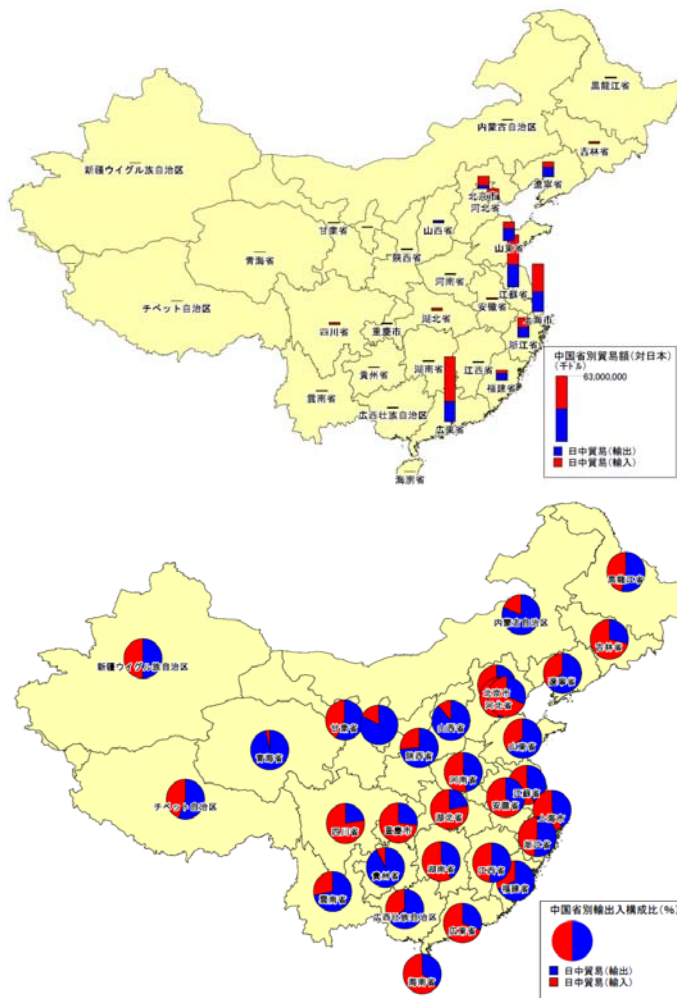 黒龍江省
内蒙古自治区
吉林省
新疆ウイグル族自治区
遼寧省
北京市
河北省
甘粛省
山西省
山東省
陝西省
青海省
河南省
江蘇省
チベット自治区
安徽省
上海市
湖北省
四川省
重慶市
浙江省
湖南省
江西省
貴州省
福建省
雲南省
広西壮族自治区
広東省
海南省
中国省別貿易額(対日本)
(千ドル)
63,000,000
日中貿易(輸出)
日中貿易(輸入)
黒龍江省
内蒙古自治区
吉林省
新疆ウイグル族自治区
遼寧省
北京市
河北省
甘粛省
山西省
山東省
陝西省
青海省
河南省
江蘇省
チベット自治区
安徽省
上海市
湖北省
四川省
重慶市
浙江省
湖南省
江西省
貴州省
福建省
雲南省
広西壮族自治区
広東省
海南省
中国省別輸出入構成比(%)
日中貿易(輸出)
日中貿易(輸入)